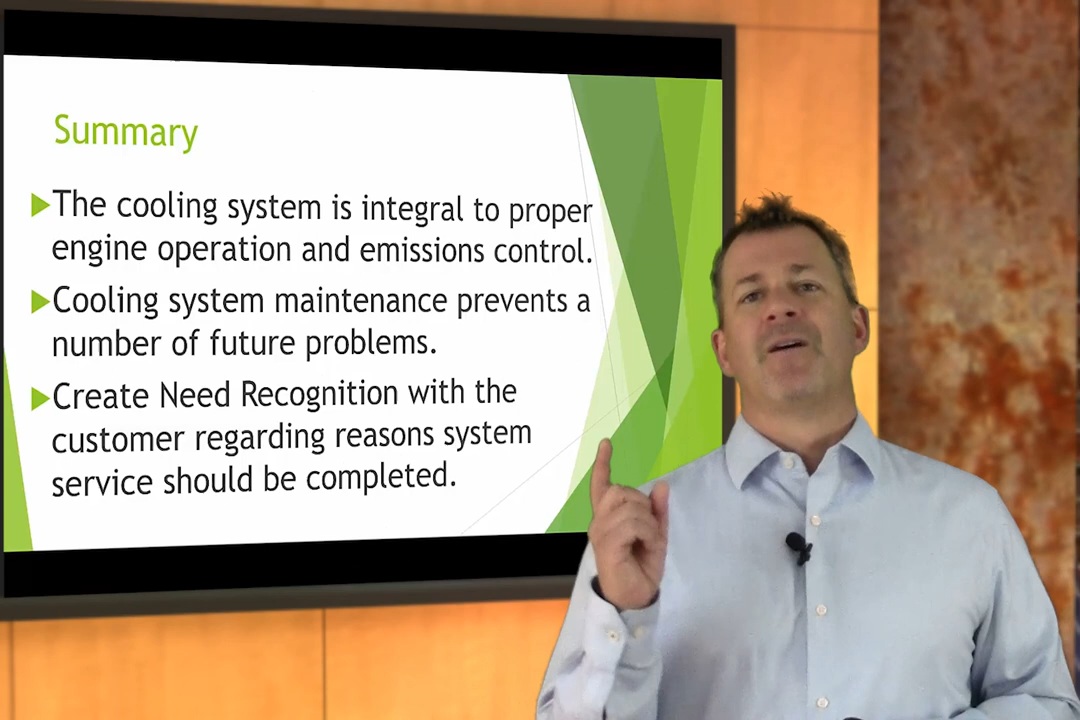 Summary
The cooling system is integral to proper
engine operation and emissions control.
Cooling system maintenance prevents a
number of future problems.
Create Need Recognition with the
customer regarding reasons system
service should be completed.